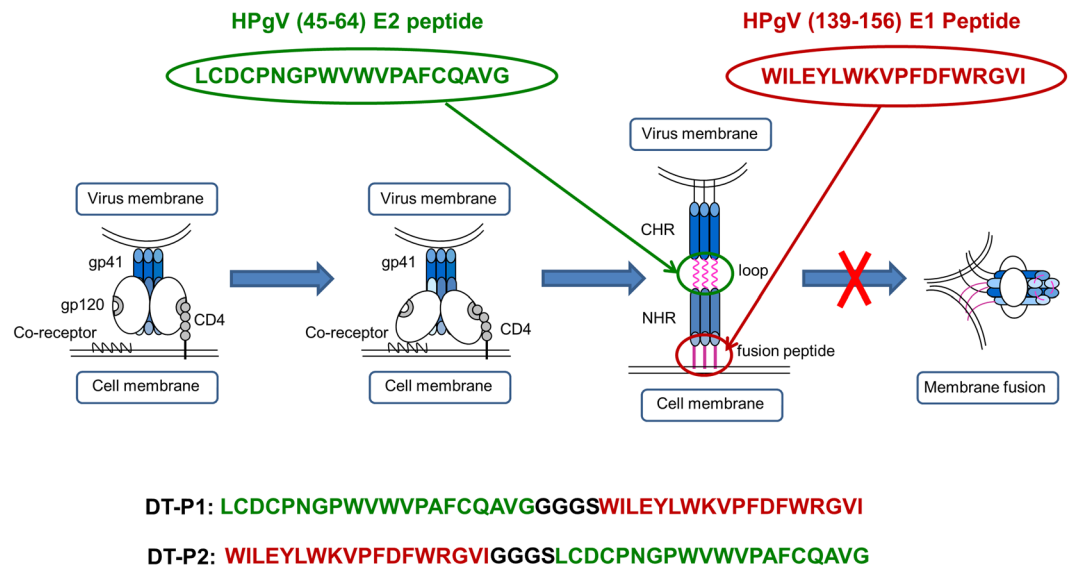 HPgV (45-64) E2 peptide
HPgV (139-156) E1 Peptide
LCDCPNGPWVWVPAFCQAVG
WILEYLWKVPFDFWRGVI
Virus membrane
Virus membrane
Virus membrane
CHR
gp41
gp41
loop
gp120
Co-receptor
CD4
Co-receptor
CD4
NHR
fusion peptide
Cell membrane
Cell membrane
Cell membrane
Membrane fusion
DT-P1: LCDCPNGPWVWVPAFCQAVGGGGSWILEYLWKVPFDFWRGVI
DT-P2: WILEYLWKVPFDFWRGVIGGGSLCDCPNGPWVWVPAFCQAVG